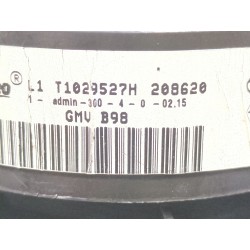 L1 T1029527H 208620
1 - admin-300-4-0-02.15
GMV B98